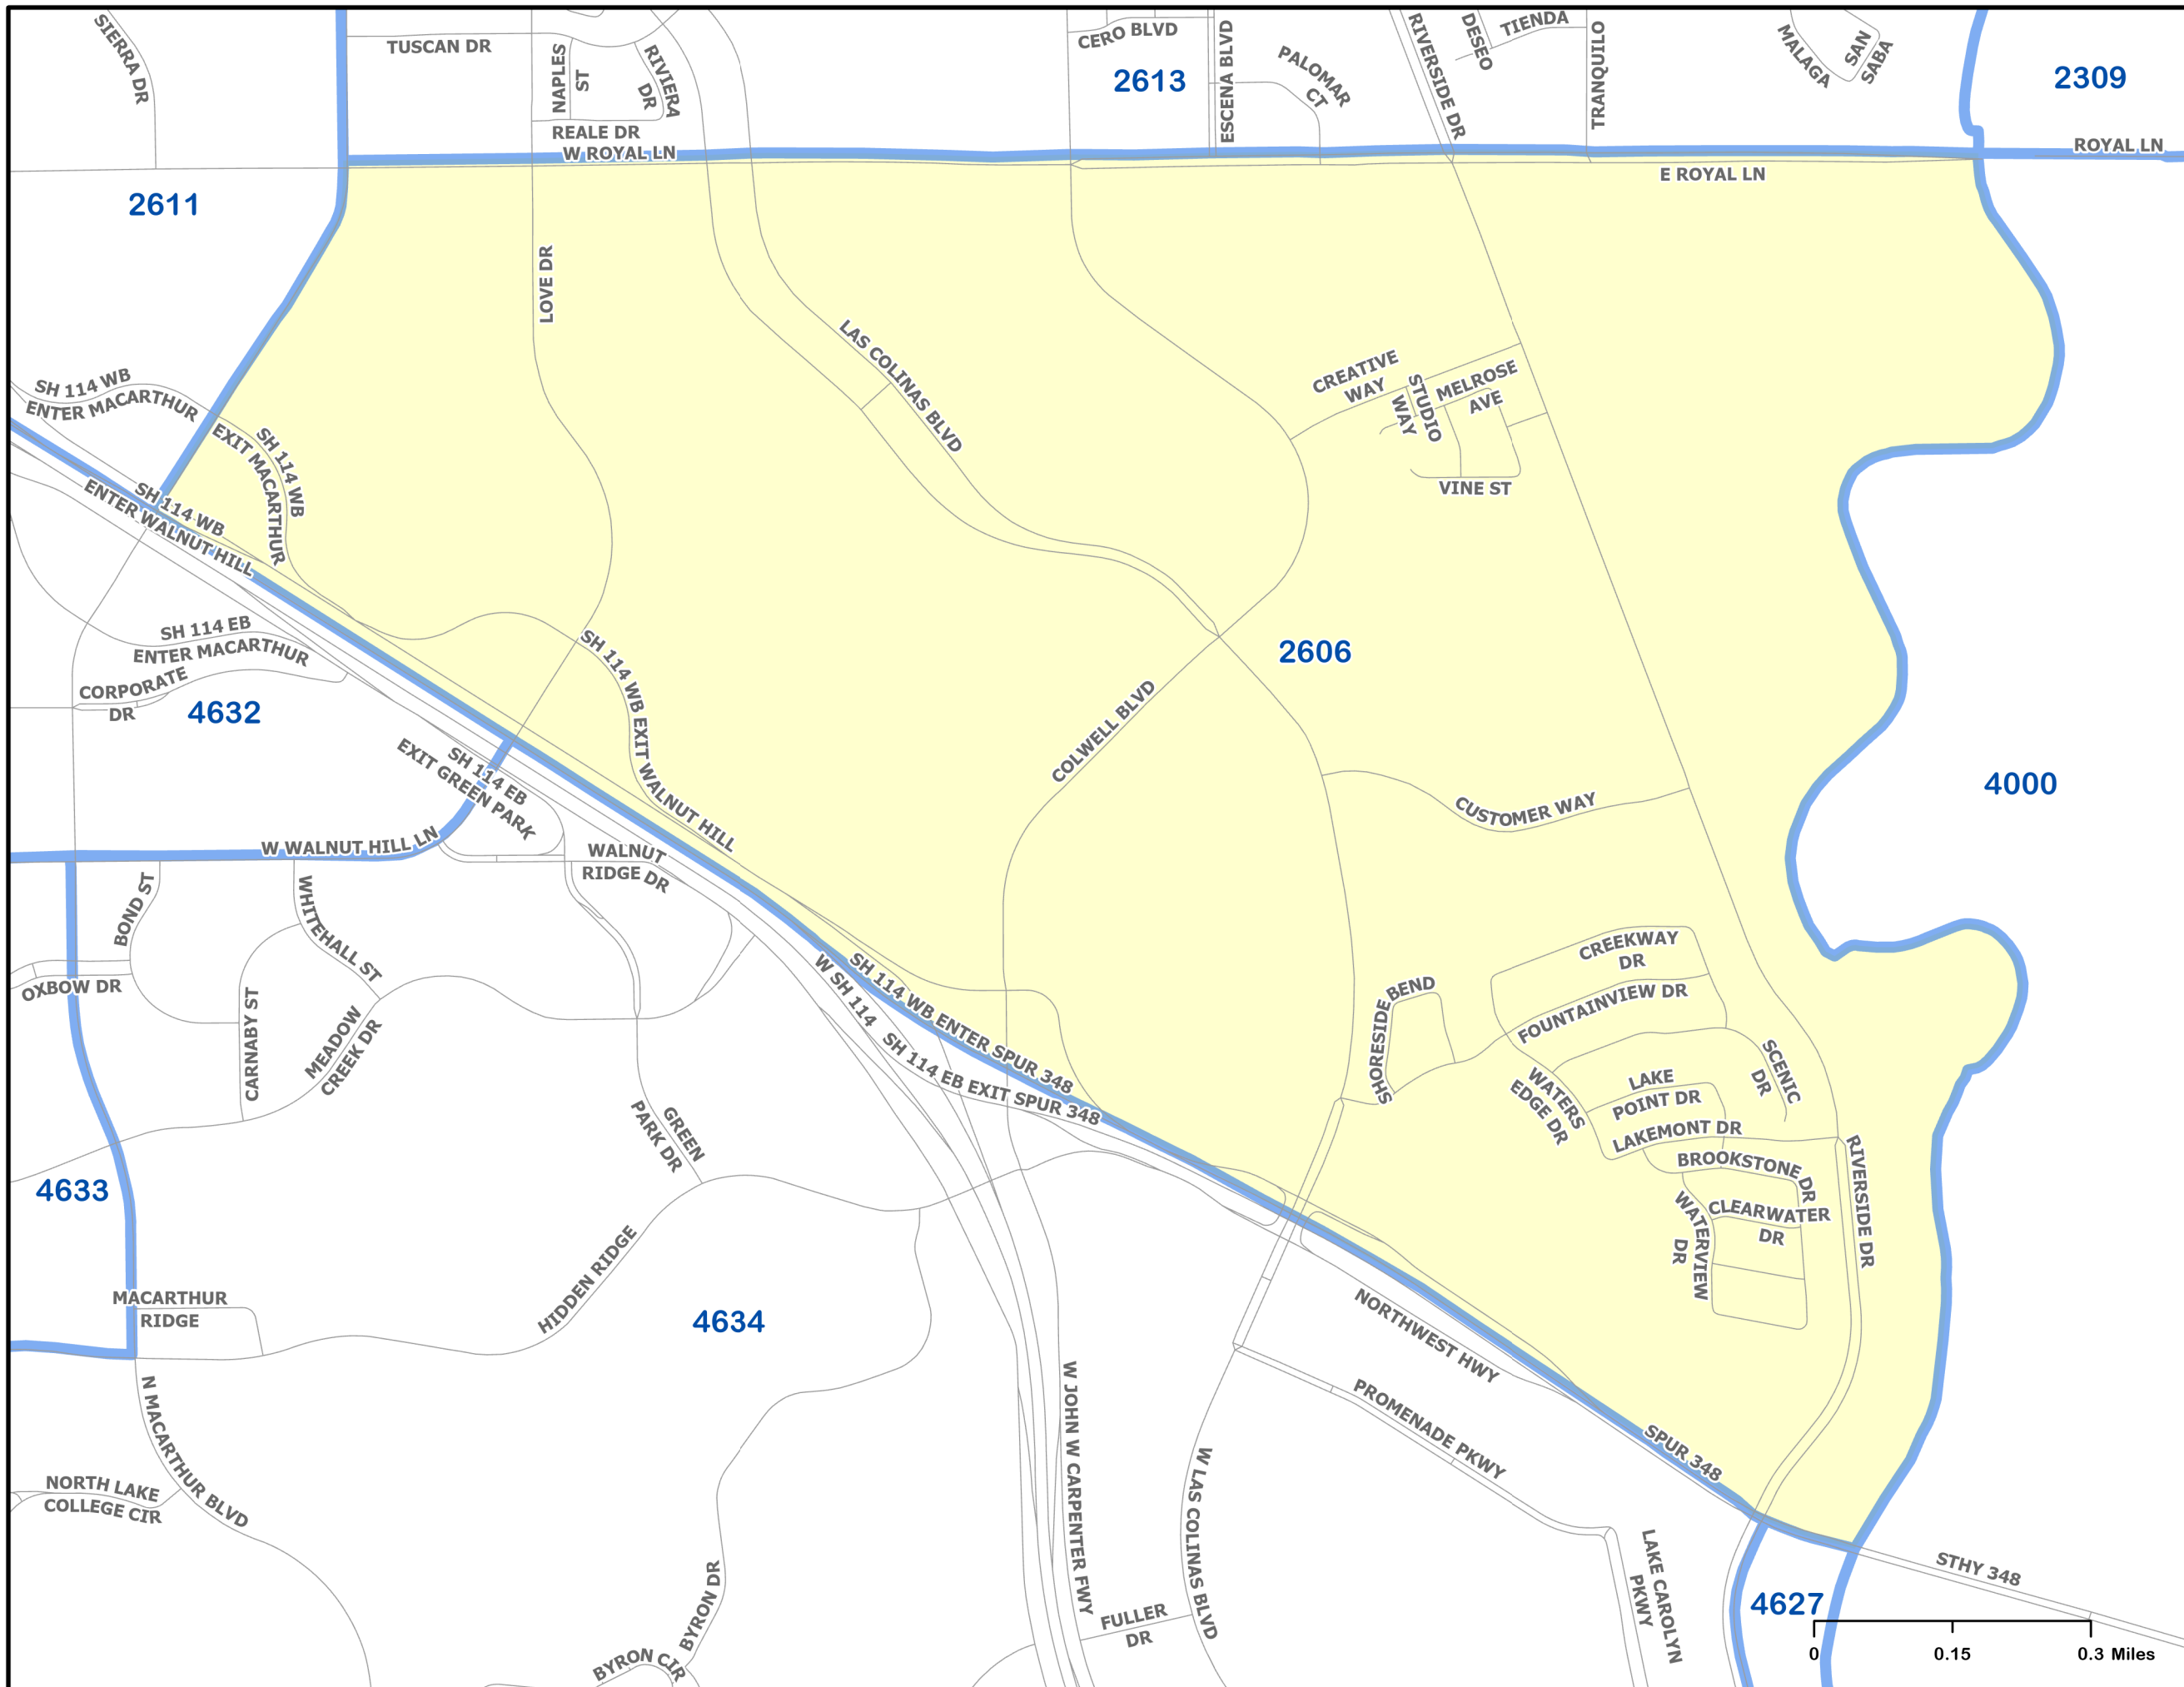 SIERRA DR
TUSCAN DR
NAPLES
ST
RIVIERA
DR
REALE DR
W ROYAL LN
CERO BLVD
2613
ESCENA BLVD
PALOMAR
CT
RIVERSIDE DR
DESEO
TIENDA
TRANQUILO
MALAGA
SAN
SABA
2309
ROYAL LN
E ROYAL LN
2611
LOVE DR
LAS COLINAS BLVD
SH 114 WB
ENTER MACARTHUR
SH 114 WB
EXIT MACARTHUR
CREATIVE
WAY
STUDIO
WAY
MELROSE
AVE
VINE ST
SH 114 WB
ENTER WALNUT HILL
SH 114 EB
ENTER MACARTHUR
CORPORATE
DR
4632
SH 114 WB EXIT WALNUT HILL
2606
COLWELL BLVD
CUSTOMER WAY
4000
SH 114 EB
EXIT GREEN PARK
W WALNUT HILL LN
WALNUT
RIDGE DR
BOND ST
WHITEHALL ST
OXBOW DR
CARNABY ST
MEADOW
CREEK DR
W SH 114
SH 114 WB ENTER SPUR 348
SH 114 EB EXIT SPUR 348
GREEN
PARK DR
CREEKWAY
DR
FOUNTAINVIEW DR
SHORESIDE
BEND
SCENIC
DR
WATERS
EDGE DR
LAKE
POINT DR
LAKEMONT DR
BROOKSTONE
DR
CLEARWATER
DR
WATERVIEW
DR
RIVERSIDE DR
4633
HIDDEN RIDGE
MACARTHUR
RIDGE
4634
NORTHWEST HWY
PROMENADE PKWY
SPUR 348
N MACARTHUR BLVD
NORTH LAKE
COLLEGE CIR
W JOHN W CARPENTER FWY
W LAS COLINAS BLVD
LAKE CAROLYN
PKWY
STHY 348
4627
BYRON DR
BYRON CIR
FULLER
DR
0 0.15 0.3 Miles